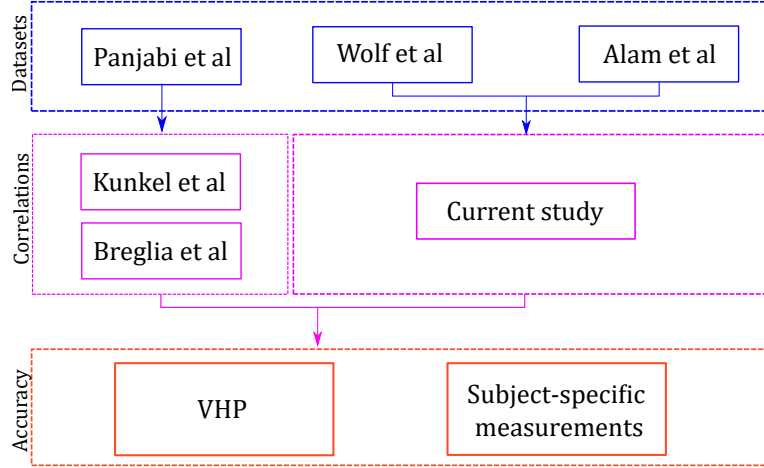 Datasets
Panjabi et al
Wolf et al
Alam et al
Correlations
Kunkel et al
Breglia et al
Current study
Accuracy
VHP
Subject-specific
measurements